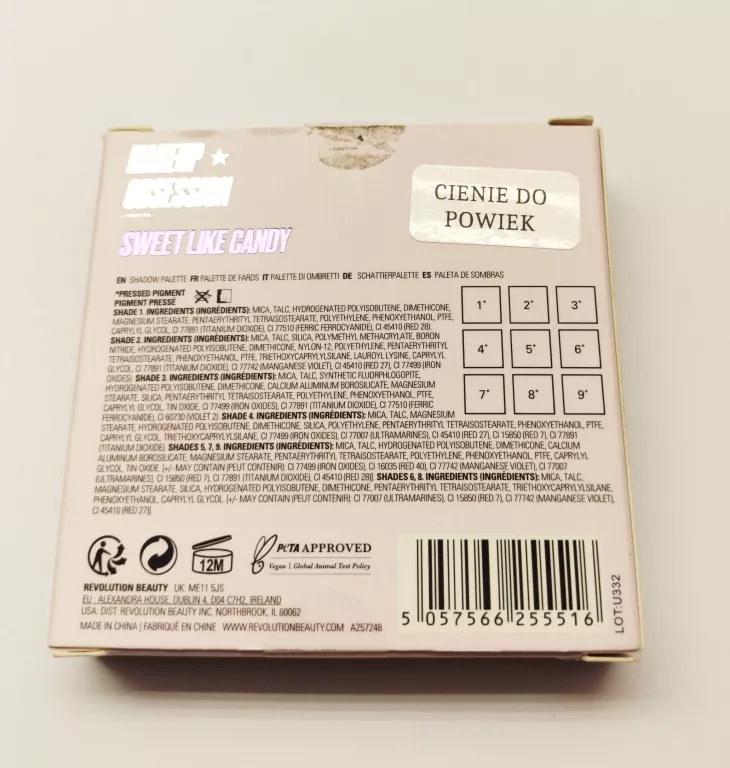 MAKEUP
OBSESSION
CIENIE DO
POWIEK
SWEET LIKE CANDY
EN SHADOW PALETTE FR PALETTE DE FARDS IT PALETTE DI OMBRETTI DE SCHATTIERPALETTE ES PALETA DE SOMBRAS
*PRESSED PIGMENT
PIGMENT PRESSÉ
SHADE 1. INGREDIENTS (INGRÉDIENTS): MICA, TALC, HYDROGENATED POLYISOBUTENE, DIMETHICONE,
MAGNESIUM STEARATE, PENTAERYTHRITYL TETRAISOSTEARATE, POLYETHYLENE, PHENOXYETHANOL, PTFE,
CAPRYLYL GLYCOL, CI 77891 (TITANIUM DIOXIDE), CI 77510 (FERRIC FERROCYANIDE), CI 45410 (RED 28).
SHADE 2. INGREDIENTS (INGRÉDIENTS): MICA, TALC, SILICA, POLYMETHYL METHACRYLATE, BORON
NITRIDE, HYDROGENATED POLYISOBUTENE, DIMETHICONE, NYLON-12, POLYETHYLENE, PENTAERYTHRITYL
TETRAISOSTEARATE, PHENOXYETHANOL, PTFE, TRIETHOXYCAPRYLYLSILANE, LAUROYL LYSINE, CAPRYLYL
GLYCOL, CI 77891 (TITANIUM DIOXIDE), CI 77742 (MANGANESE VIOLET), CI 45410 (RED 27), CI 77499 (IRON
OXIDES) SHADE 3. INGREDIENTS (INGRÉDIENTS): MICA, TALC, SYNTHETIC FLUORPHLOGOPITE,
HYDROGENATED POLYISOBUTENE, DIMETHICONE, CALCIUM ALUMINUM BOROSILICATE, MAGNESIUM
STEARATE, SILICA, PENTAERYTHRITYL TETRAISOSTEARATE, POLYETHYLENE, PHENOXYETHANOL, PTFE,
CAPRYLYL GLYCOL, TIN OXIDE, CI 77499 (IRON OXIDES), CI 77891 (TITANIUM DIOXIDE), CI 77510 (FERRIC
FERROCYANIDE), CI 60730 (VIOLET 2). SHADE 4. INGREDIENTS (INGRÉDIENTS): MICA, TALC, MAGNESIUM
STEARATE, HYDROGENATED POLYISOBUTENE, DIMETHICONE, SILICA, POLYETHYLENE, PENTAERYTHRITYL TETRAISOSTEARATE, PHENOXYETHANOL, PTFE,
CAPRYLYL GLYCOL, TRIETHOXYCAPRYLYLSILANE, CI 77499 (IRON OXIDES), CI 77007 (ULTRAMARINES), CI 45410 (RED 27), CI 15850 (RED 7), CI 77891
(TITANIUM DIOXIDE) SHADES 5, 7, 9. INGREDIENTS (INGRÉDIENTS): MICA, TALC, HYDROGENATED POLYISOBUTENE, DIMETHICONE, CALCIUM
ALUMINUM BOROSILICATE, MAGNESIUM STEARATE, PENTAERYTHRITYL TETRAISOSTEARATE, POLYETHYLENE, PHENOXYETHANOL, PTFE, CAPRYLYL
GLYCOL, TIN OXIDE. [+/- MAY CONTAIN (PEUT CONTENIR): CI 77499 (IRON OXIDES), CI 16035 (RED 40), CI 77742 (MANGANESE VIOLET), CI 77007
(ULTRAMARINES), CI 15850 (RED 7), CI 77891 (TITANIUM DIOXIDE), CI 45410 (RED 28)]. SHADES 6, 8. INGREDIENTS (INGRÉDIENTS): MICA, TALC,
MAGNESIUM STEARATE, SILICA, HYDROGENATED POLYISOBUTENE, DIMETHICONE, PENTAERYTHRITYL TETRAISOSTEARATE, TRIETHOXYCAPRYLYLSILANE,
PHENOXYETHANOL, CAPRYLYL GLYCOL. [+/- MAY CONTAIN (PEUT CONTENIR): CI 77007 (ULTRAMARINES), CI 15850 (RED 7), CI 77742 (MANGANESE VIOLET),
CI 45410 (RED 27)].
1* 2* 3*
4* 5* 6*
7* 8* 9*
12M
PETA APPROVED
Vegan | Global Animal Test Policy
REVOLUTION BEAUTY UK: ME11 5JS
EU: ALEXANDRA HOUSE, DUBLIN 4, D04 C7H2, IRELAND
USA: DIST. REVOLUTION BEAUTY INC. NORTHBROOK, IL 60062
MADE IN CHINA | FABRIQUÉ EN CHINE WWW.REVOLUTIONBEAUTY.COM A257248
5 057566 255516
LOT:U332